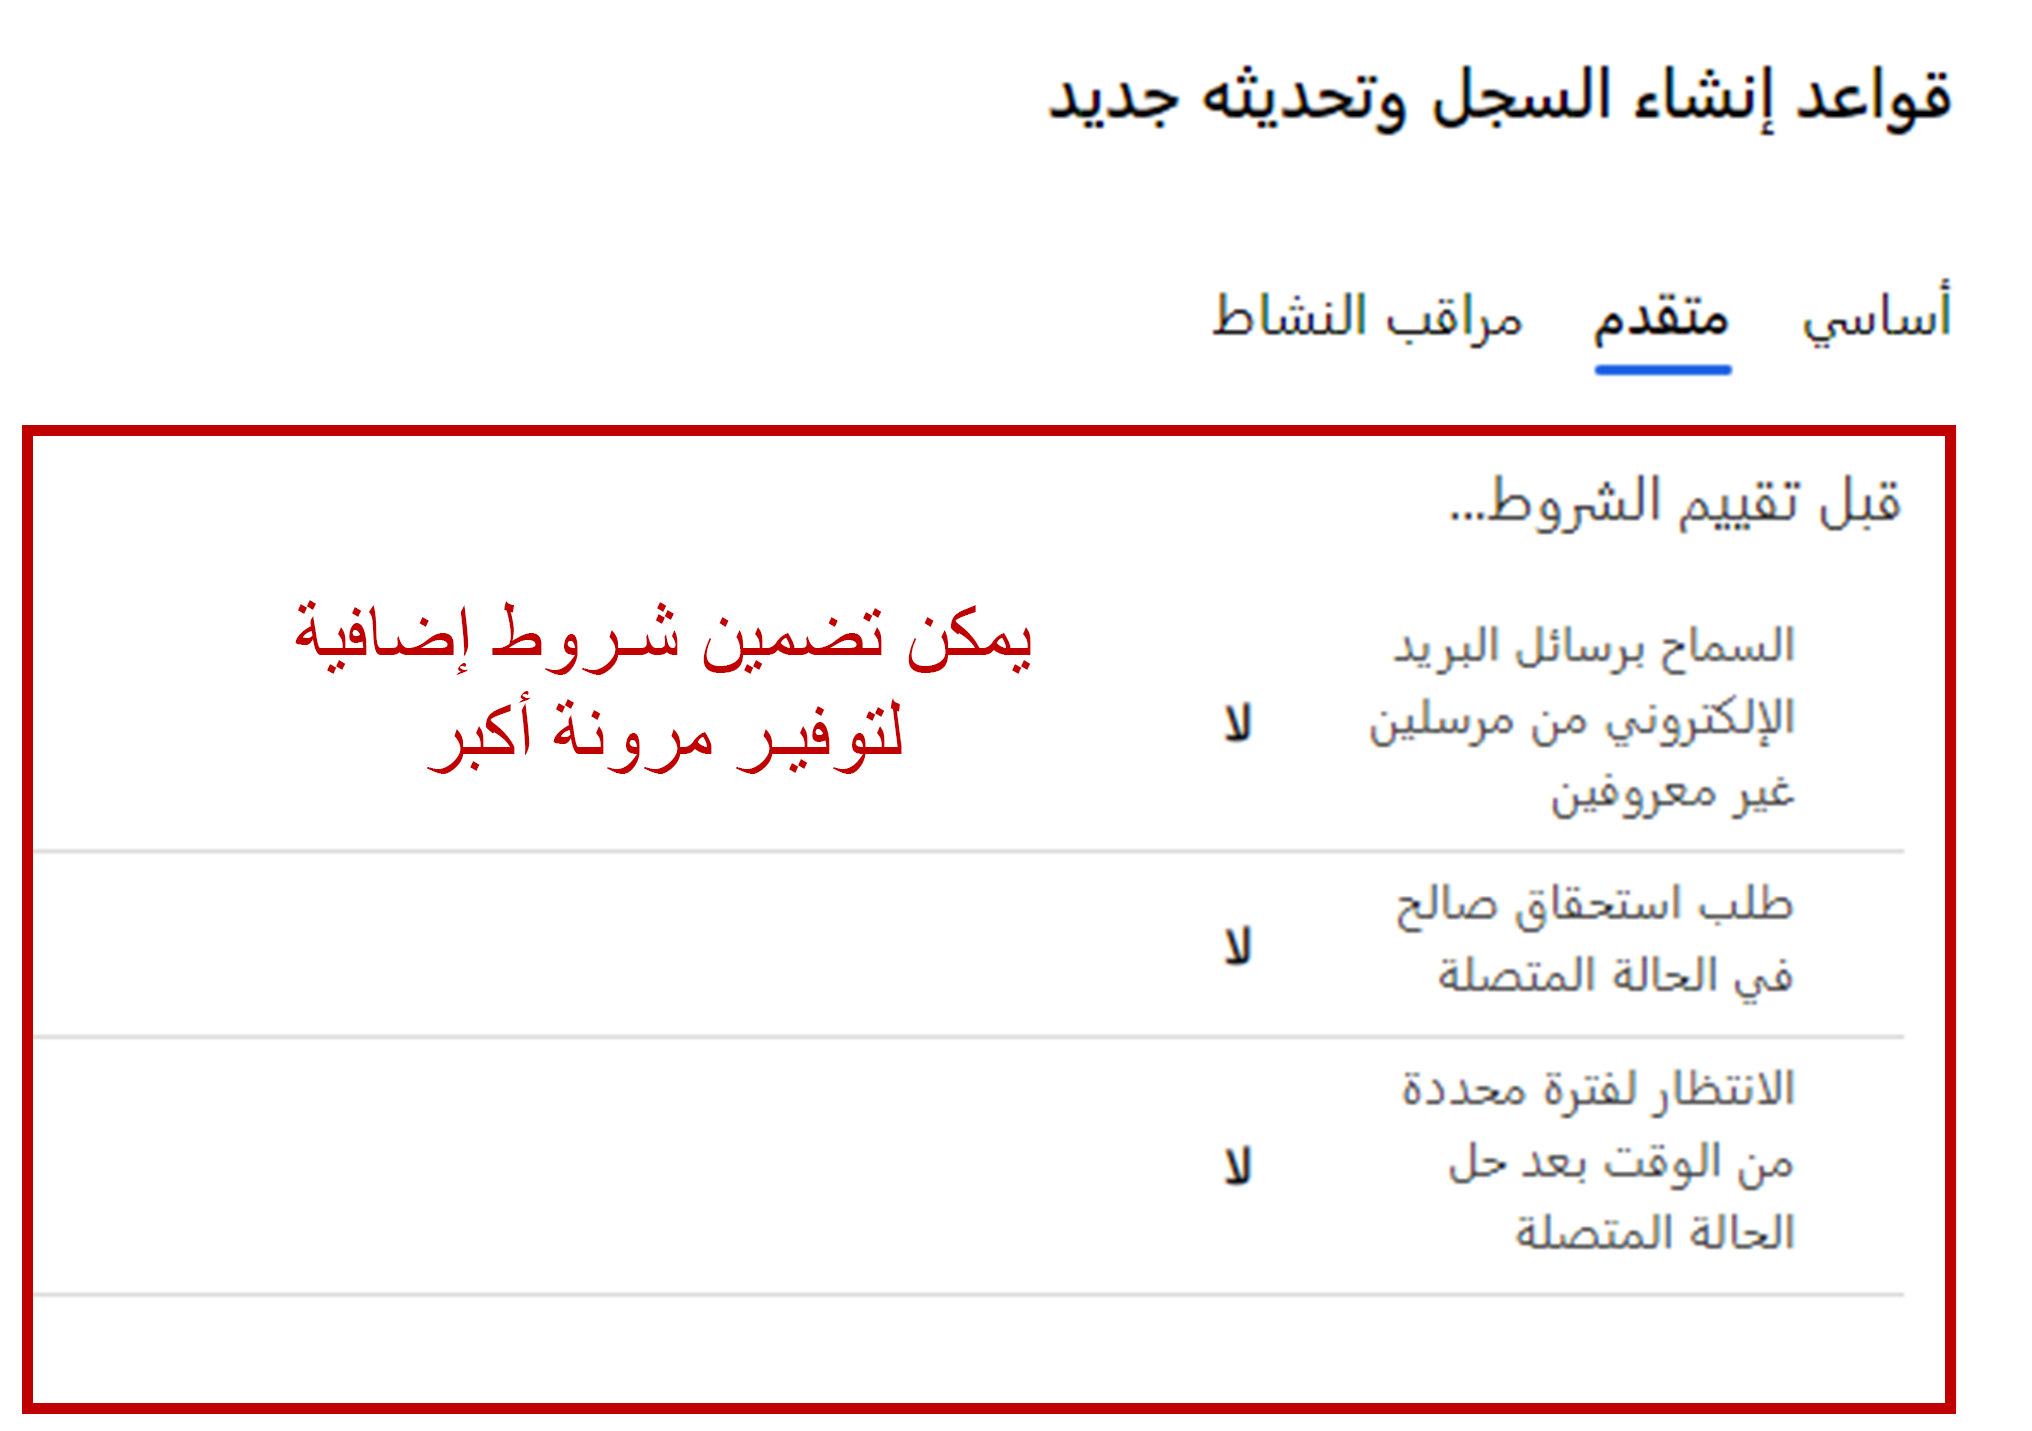 قواعد إنشاء السجل وتحديثه جديد
أساسي متقدم مراقب النشاط
قبل تقييم الشروط...
يمكن تضمين شروط إضافية
لتوفير مرونة أكبر
السماح برسائل البريد
الإلكتروني من مرسلين
غير معروفين
لا
طلب استحقاق صالح
في الحالة المتصلة
لا
الانتظار لفترة محددة
من الوقت بعد حل
الحالة المتصلة
لا